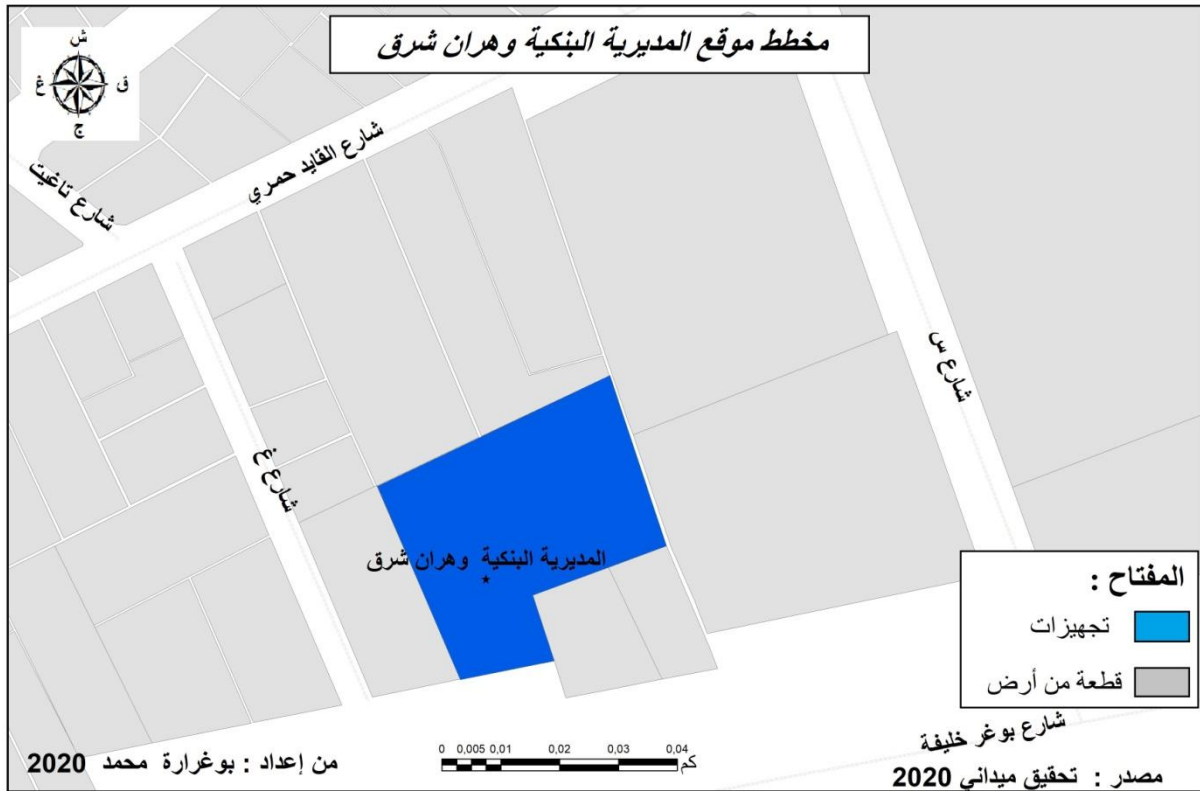 مخطط موقع المديرية البنكية وهران شرق
ش
غ
ق
ج
شارع القايد حمري
شارع تاغيت
شارع س
شارع غ
المديرية البنكية وهران شرق
المفتاح :
تجهيزات
قطعة من أرض
شارع بوغر خليفة
0 0,005 0,01 0,02 0,03 0,04
كم
من إعداد : بوغرارة محمد 2020
مصدر : تحقيق ميداني 2020